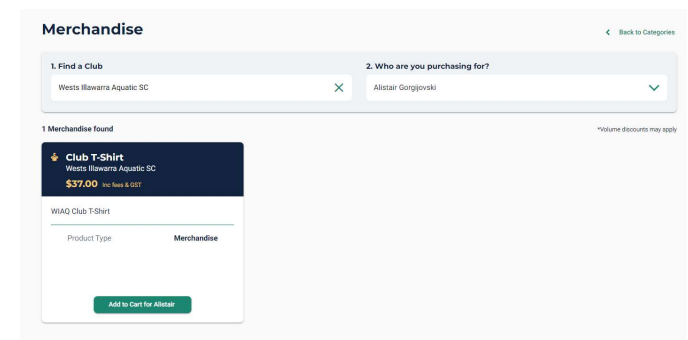 Merchandise
Back to Categories
1. Find a Club
2. Who are you purchasing for?
Wests Illawarra Aquatic SC
Alistair Gorgijovski
1 Merchandise found
*Volume discounts may apply
Club T-Shirt
Wests Illawarra Aquatic SC
$37.00 Inc fees & GST
WIAQ Club T-Shirt
Product Type Merchandise
Add to Cart for Alistair